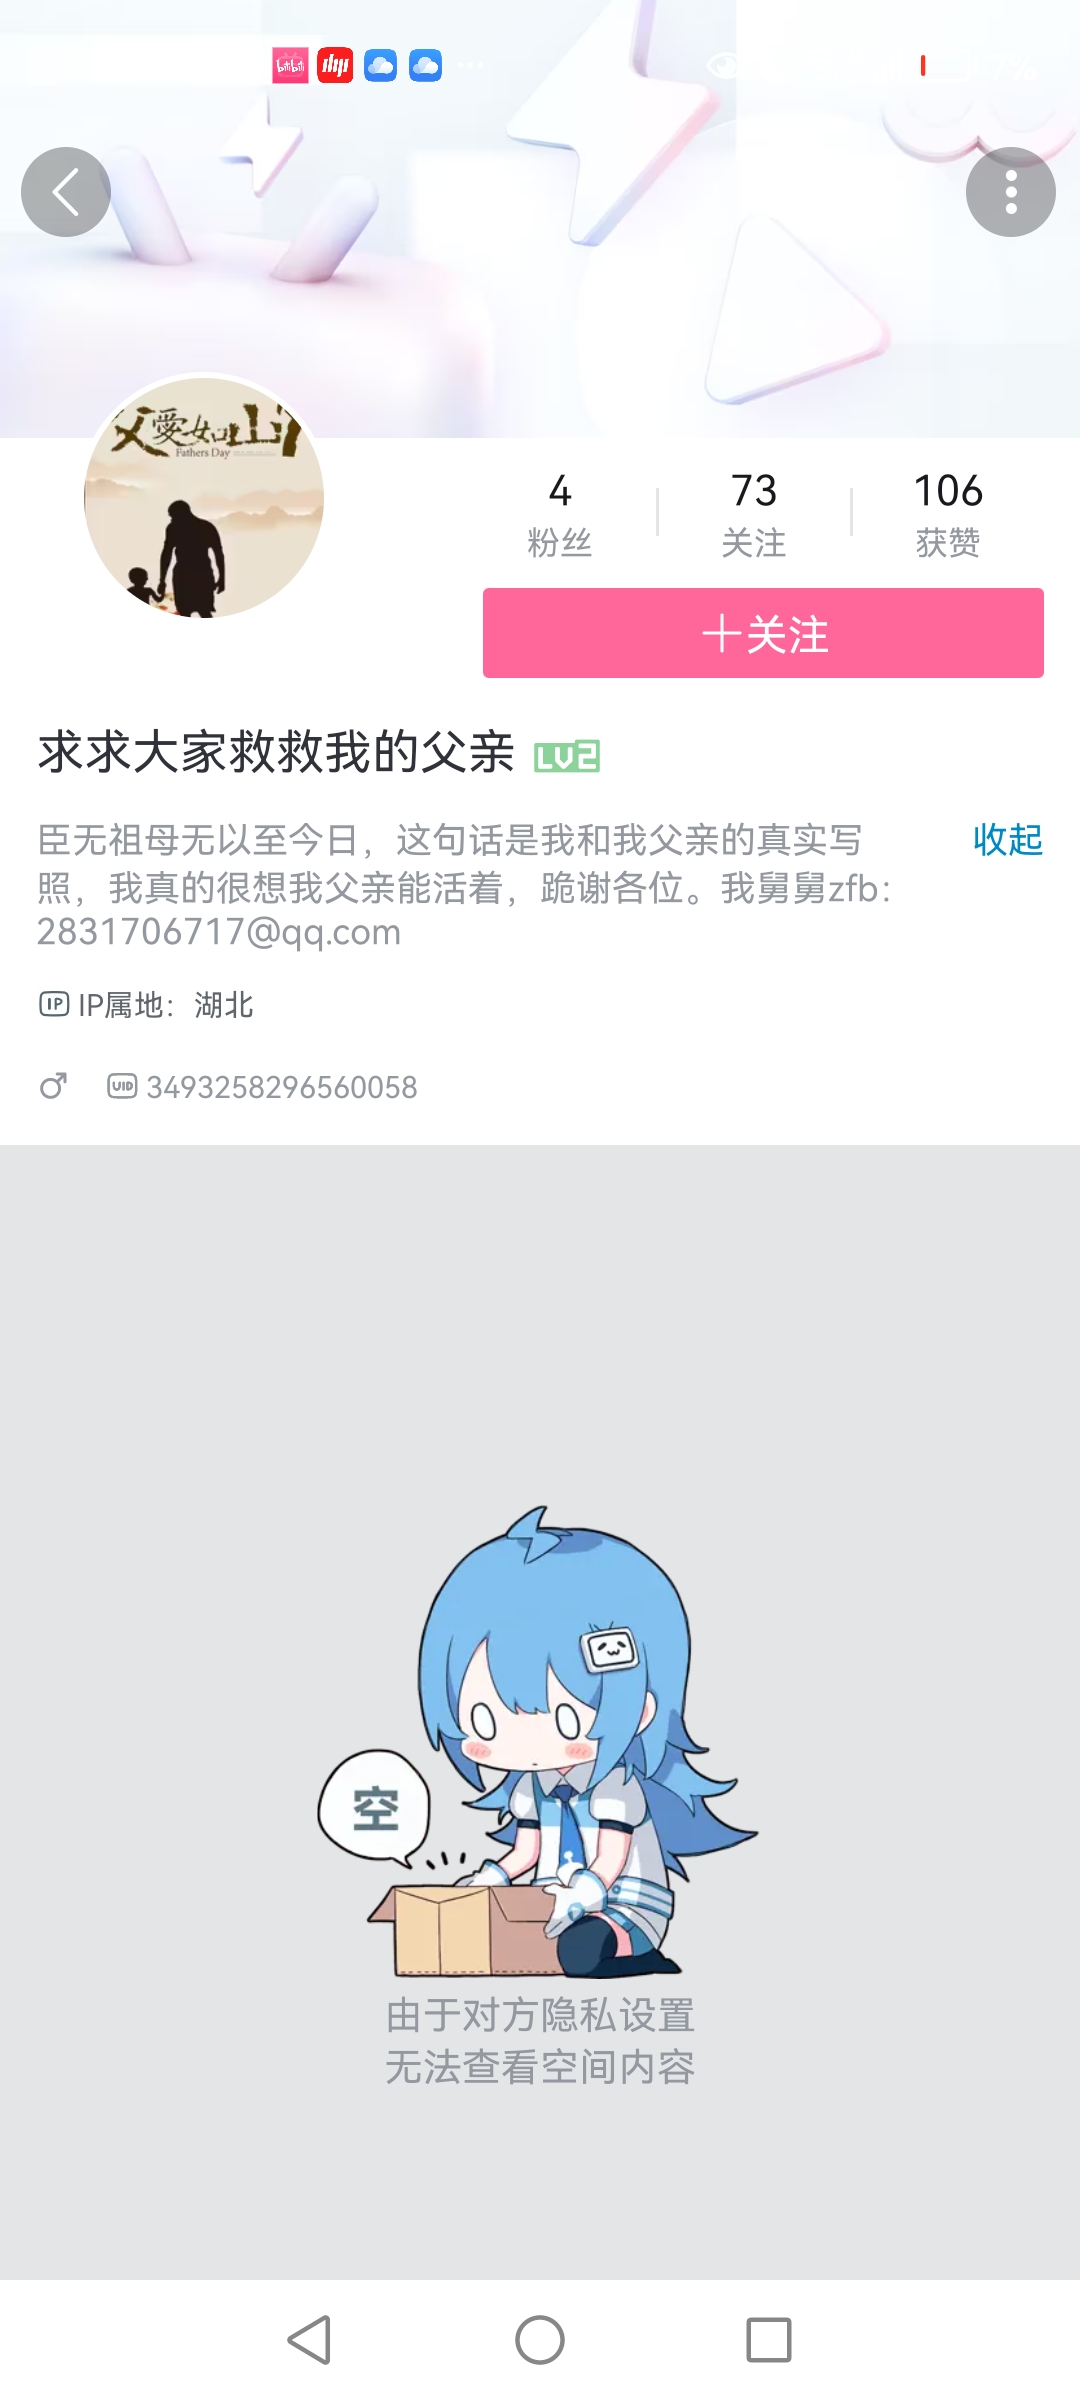 bilibili
父爱如山
Fathers Day
4
73
106
粉丝
关注
获赞
关注
求求大家救救我的父亲
LV2
臣无祖母无以至今日，这句话是我和我父亲的真实写
照，我真的很想我父亲能活着，跪谢各位。我舅舅zfb：
2831706717@qq.com
收起
IP IP属地：湖北
UID 3493258296560058
空
由于对方隐私设置
无法查看空间内容